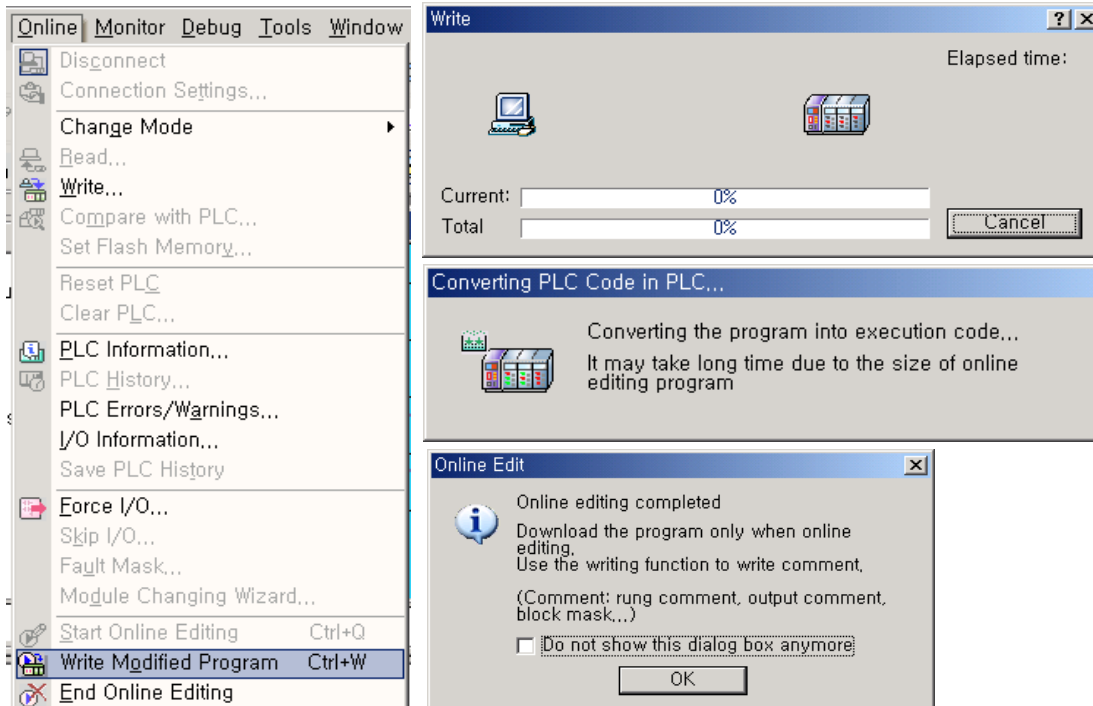 Online Monitor Debug Tools Window
Disconnect
Connection Settings...
Change Mode
Read...
Write...
Compare with PLC...
Set Flash Memory...
Reset PLC
Clear PLC...
PLC Information...
PLC History...
PLC Errors/Warnings...
I/O Information...
Save PLC History
Force I/O...
Skip I/O...
Fault Mask...
Module Changing Wizard...
Start Online Editing Ctrl+Q
Write Modified Program Ctrl+W
End Online Editing
Write
Elapsed time:
Current: 0%
Total 0%
Cancel
Converting PLC Code in PLC...
Converting the program into execution code...
It may take long time due to the size of online
editing program
Online Edit
Online editing completed
Download the program only when online
editing.
Use the writing function to write comment.
(Comment: rung comment, output comment,
block mask...)
Do not show this dialog box anymore
OK